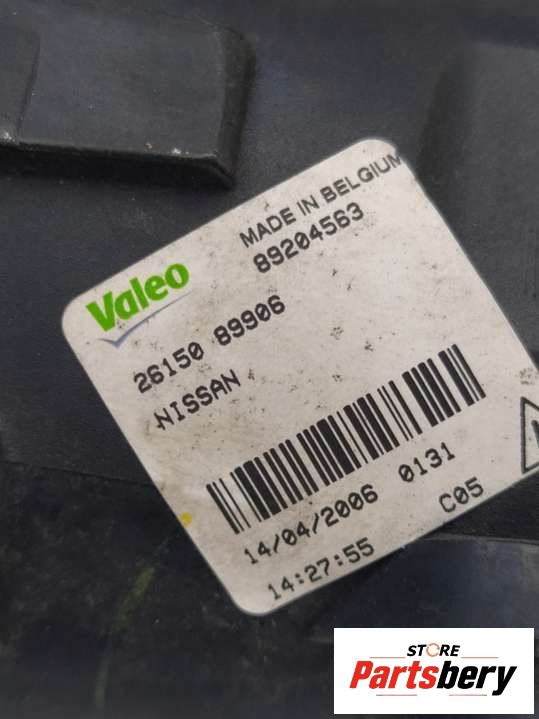 MADE IN BELGIUM
89204563
Valeo
26150 89906
NISSAN
14/04/2006 0131
14:27:55 C05
STORE
Partsbery